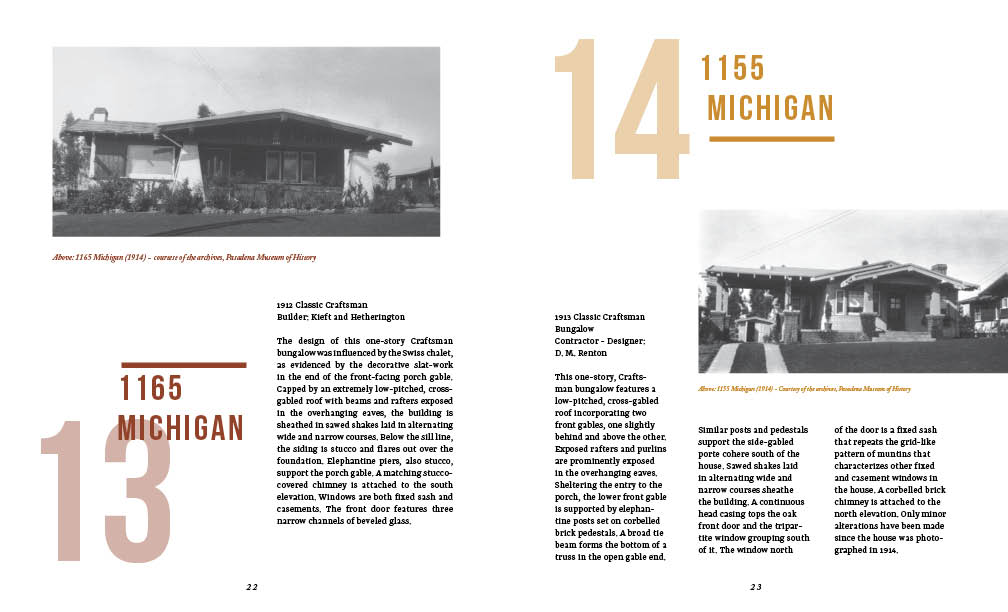 Above: 1165 Michigan (1914) - courtese of the archives, Pasadena Museum of History
1912 Classic Craftsman
Builder: Kieft and Hetherington
The design of this one-story Craftsman
bungalow was influenced by the Swiss chalet,
as evidenced by the decorative slat-work
in the end of the front-facing porch gable.
Capped by an extremely low-pitched, cross-
gabled roof with beams and rafters exposed
in the overhanging eaves, the building is
sheathed in sawed shakes laid in alternating
wide and narrow courses. Below the sill line,
the siding is stucco and flares out over the
foundation. Elephantine piers, also stucco,
support the porch gable. A matching stucco-
covered chimney is attached to the south
elevation. Windows are both fixed sash and
casements. The front door features three
narrow channels of beveled glass.
1165
MICHIGAN
13
22
14
1155
MICHIGAN
Above: 1155 Michigan (1914) - Courtesy of the archives, Pasadena Museum of History
1913 Classic Craftsman
Bungalow
Contractor - Designer:
D. M. Renton
This one-story, Crafts-
man bungalow features a
low-pitched, cross-gabled
roof incorporating two
front gables, one slightly
behind and above the other.
Exposed rafters and purlins
are prominently exposed
in the overhanging eaves.
Sheltering the entry to the
porch, the lower front gable
is supported by elephan-
tine posts set on corbelled
brick pedestals. A broad tie
beam forms the bottom of a
truss in the open gable end.
Similar posts and pedestals
support the side-gabled
porte cohere south of the
house. Sawed shakes laid
in alternating wide and
narrow courses sheathe
the building. A continuous
head casing tops the oak
front door and the tripar-
tite window grouping south
of it. The window north
of the door is a fixed sash
that repeats the grid-like
pattern of muntins that
characterizes other fixed
and casement windows in
the house. A corbelled brick
chimney is attached to the
north elevation. Only minor
alterations have been made
since the house was photo-
graphed in 1914.
23